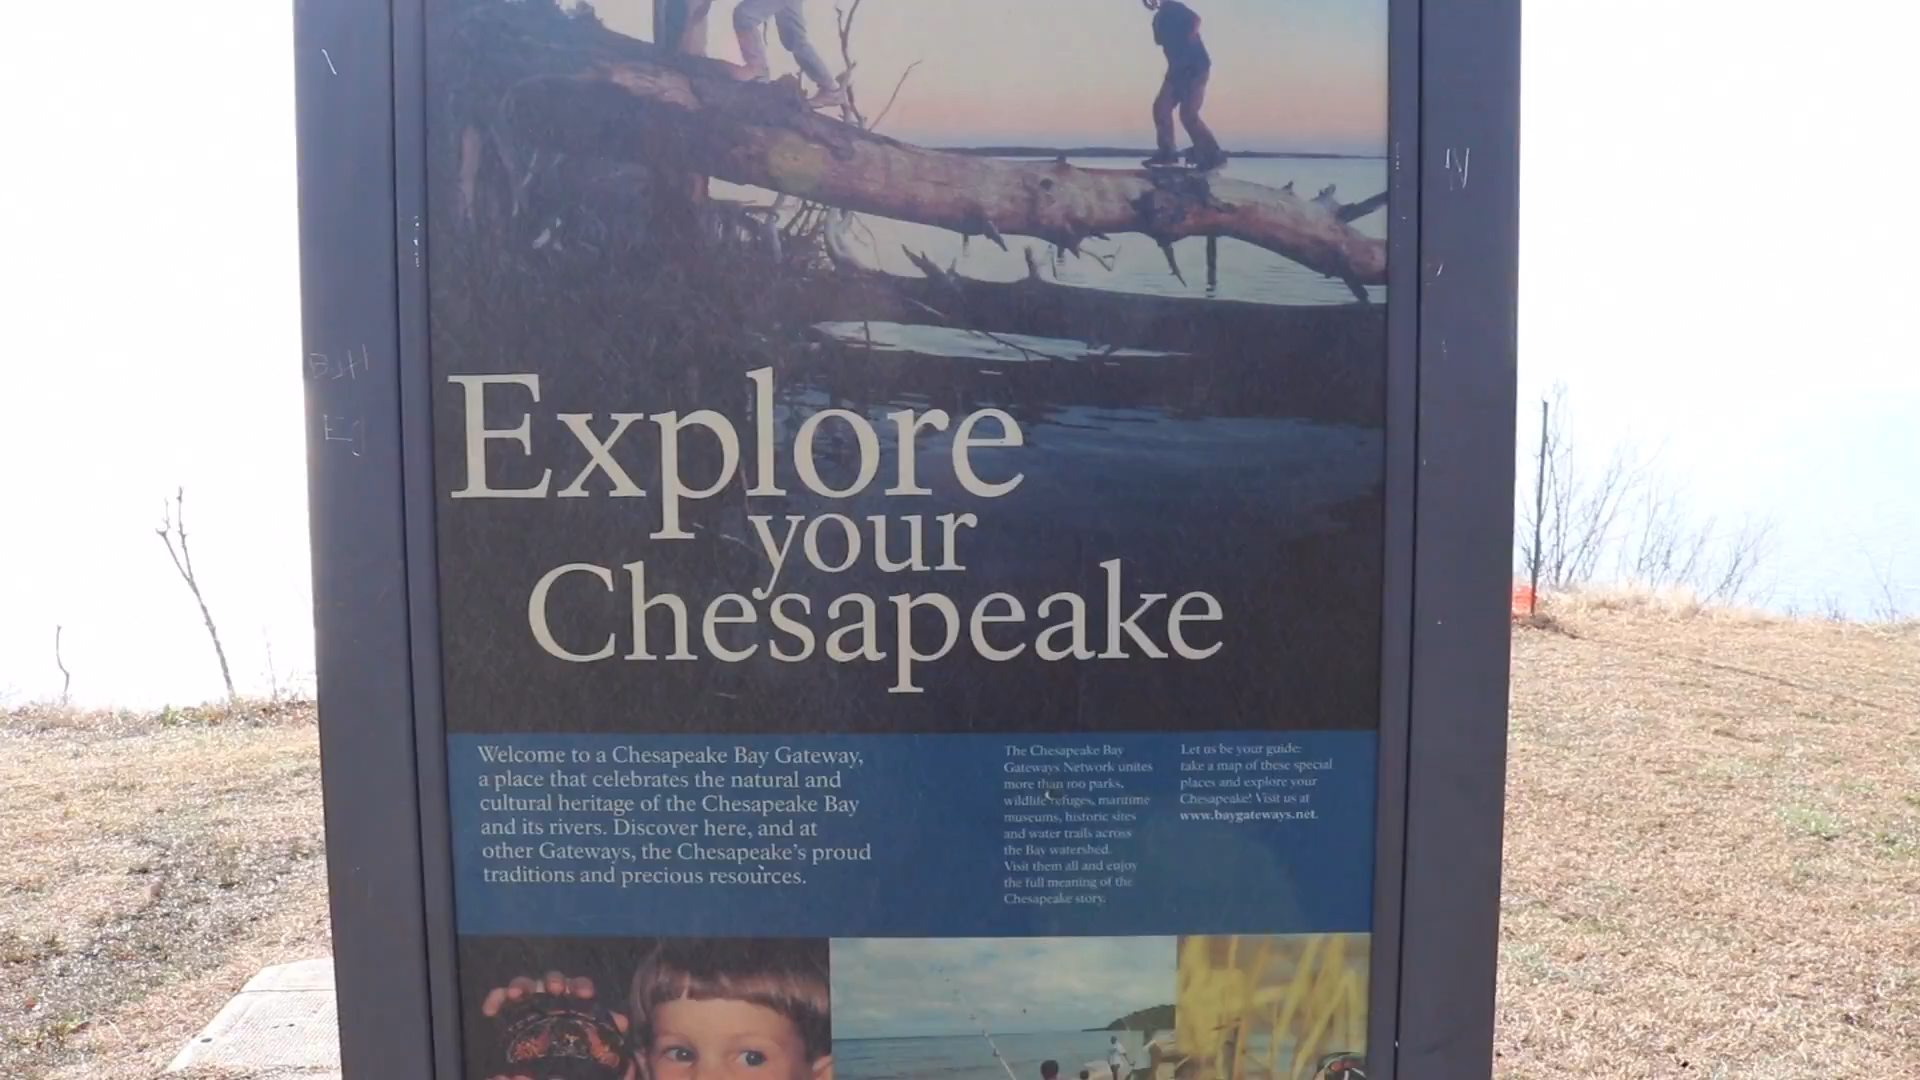 Explore
your
Chesapeake
Welcome to a Chesapeake Bay Gateway,
a place that celebrates the natural and
cultural heritage of the Chesapeake Bay
and its rivers. Discover here, and at
other Gateways, the Chesapeake's proud
traditions and precious resources.
The Chesapeake Bay
Gateways Network unites
more than 100 parks,
wildlife refuges, maritime
museums, historic sites
and water trails across
the Bay watershed.
Visit them all and enjoy
the full meaning of the
Chesapeake story.
Let us be your guide:
take a map of these special
places and explore your
Chesapeake! Visit us at
www.baygateways.net.